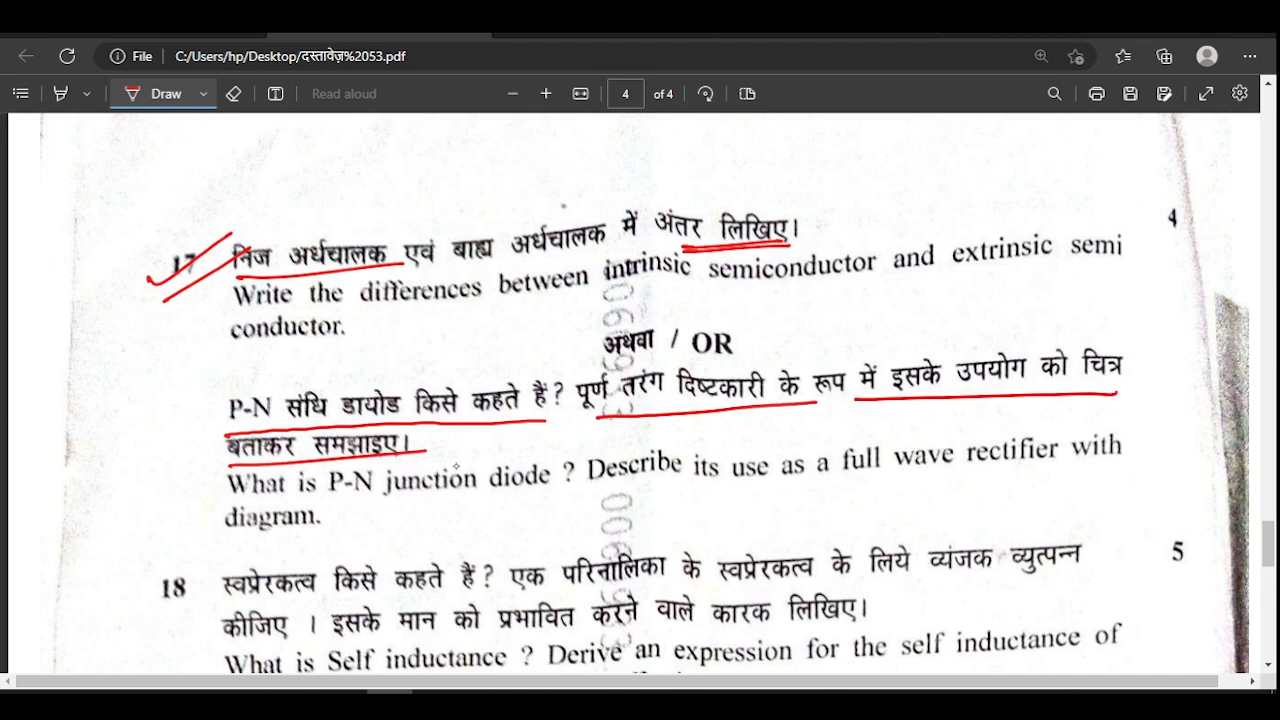 File C:/Users/hp/Desktop/दस्तावेज़%2053.pdf
Draw Read aloud 4 of 4
4
17 निज अर्धचालक एवं बाह्य अर्धचालक में अंतर लिखिए।
Write the differences between intrinsic semiconductor and extrinsic semi
conductor.
अथवा / OR
P-N संधि डायोड किसे कहते हैं? पूर्ण तरंग दिष्टकारी के रूप में इसके उपयोग को चित्र
बताकर समझाइए।
What is P-N junction diode ? Describe its use as a full wave rectifier with
diagram.
18 स्वप्रेरकत्व किसे कहते हैं? एक परिनालिका के स्वप्रेरकत्व के लिये व्यंजक व्युत्पन्न 5
कीजिए । इसके मान को प्रभावित करने वाले कारक लिखिए।
What is Self inductance ? Derive an expression for the self inductance of